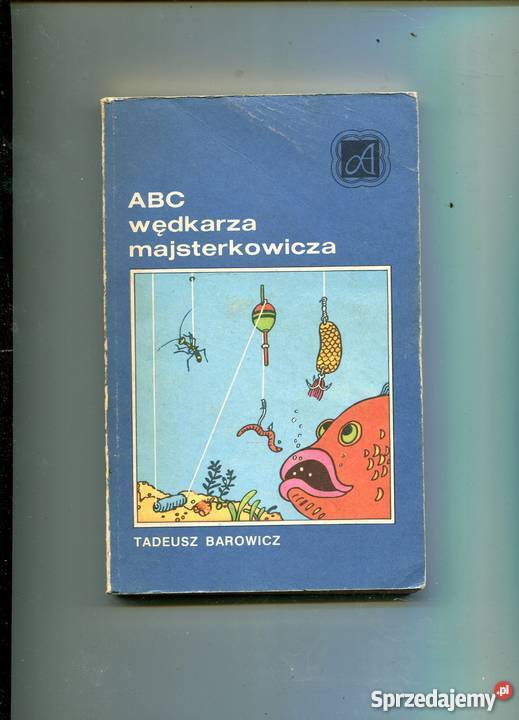 A
ABC
wędkarza
majsterkowicza
TADEUSZ BAROWICZ
Sprzedajemy.pl